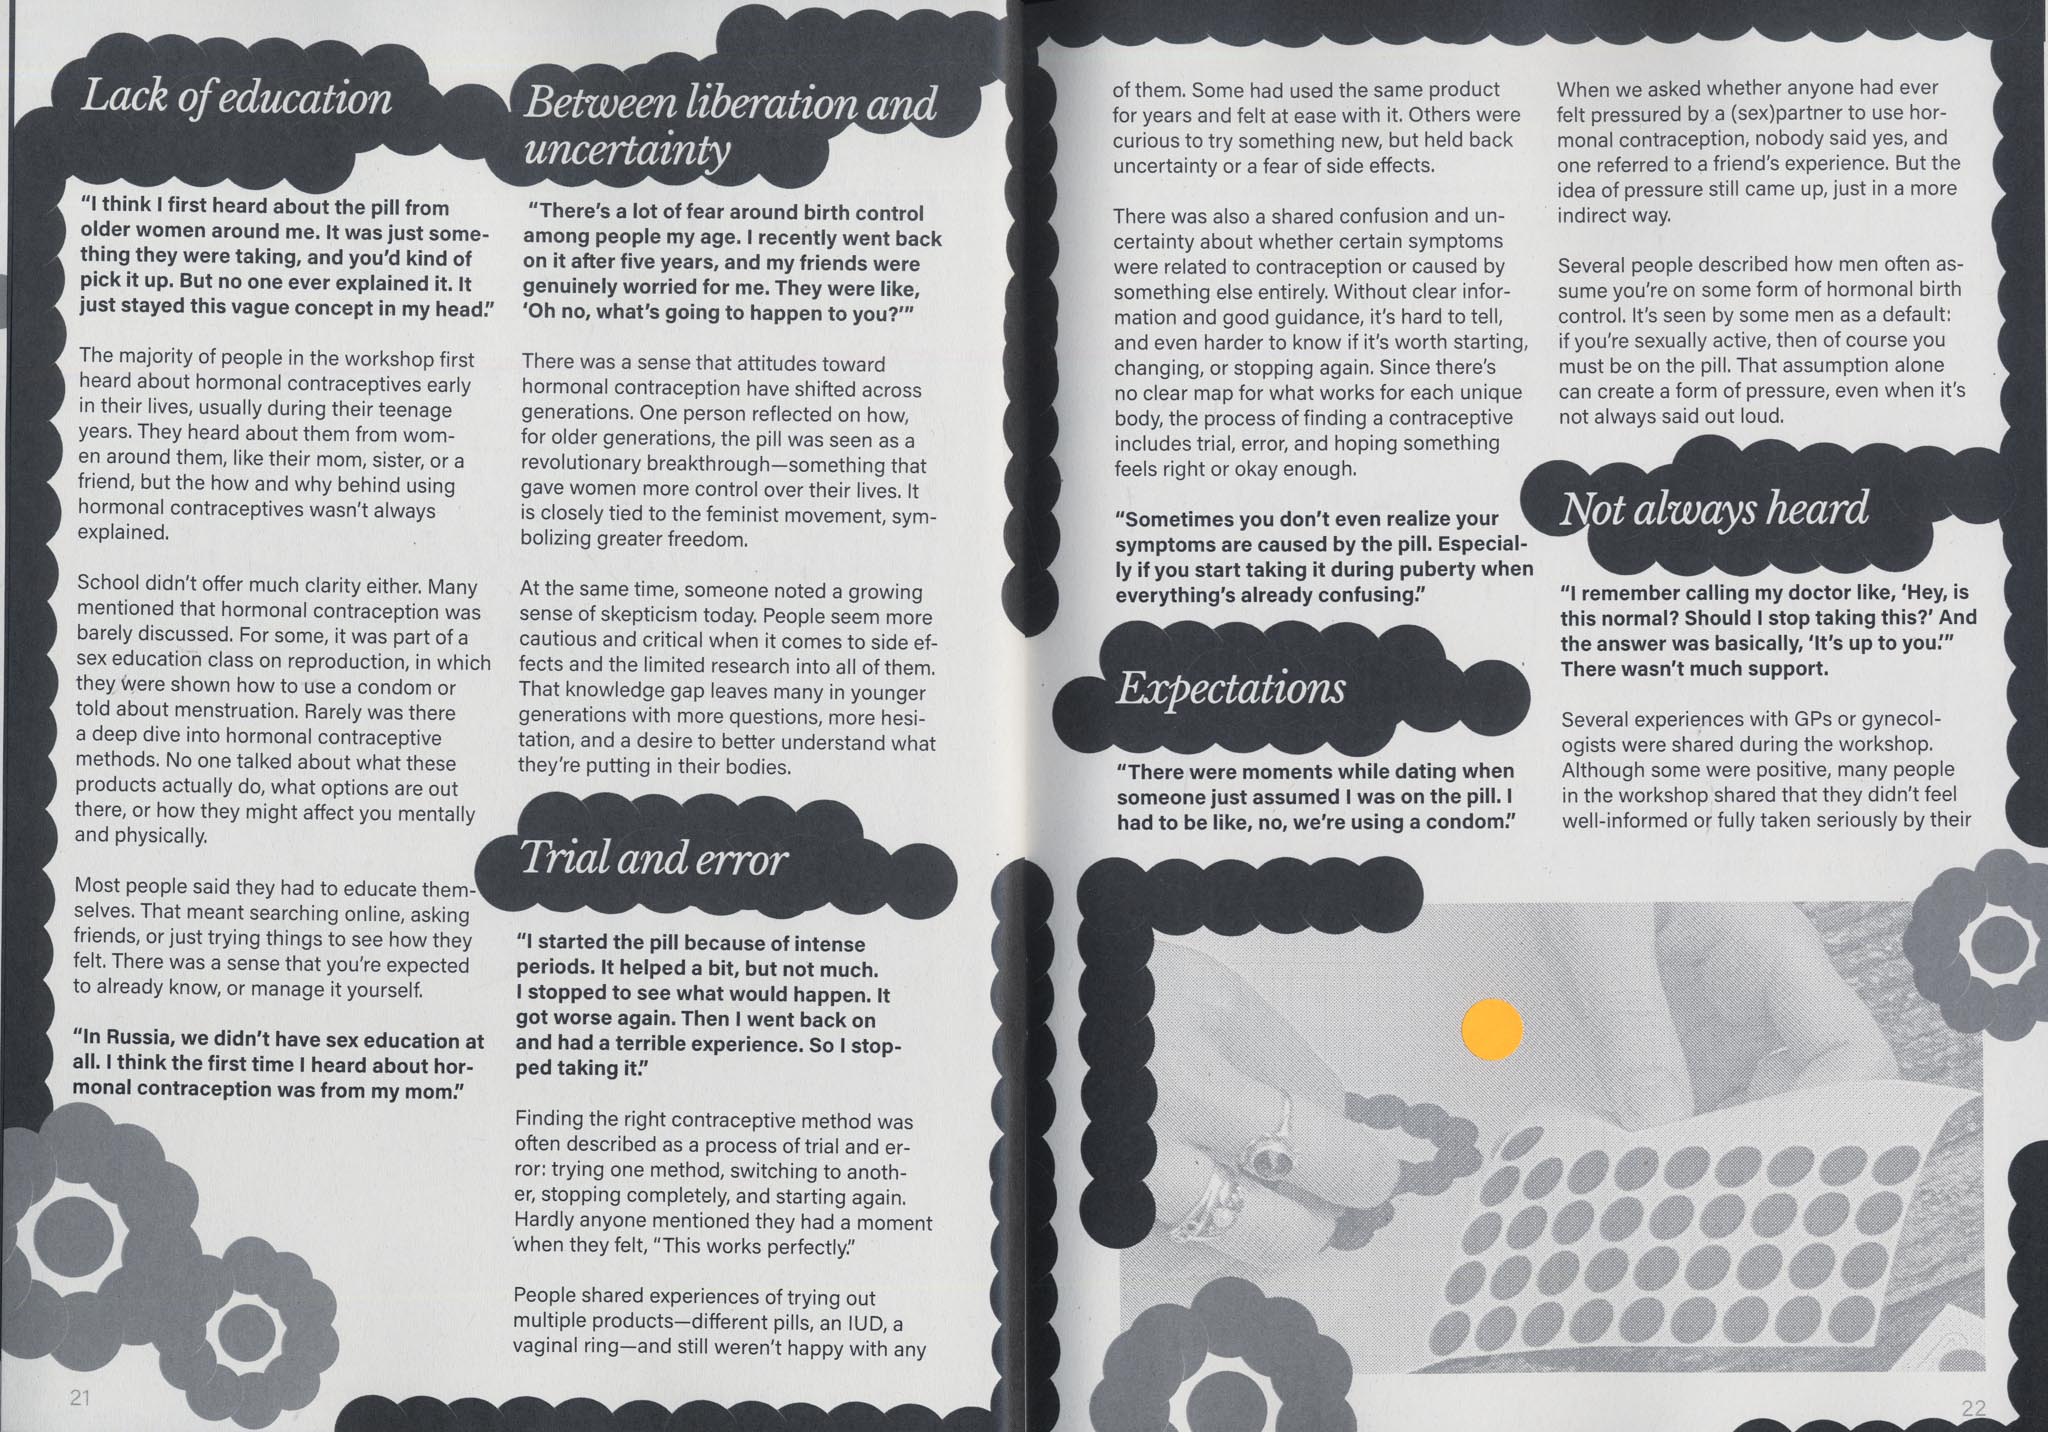 Lack of education
“I think I first heard about the pill from
older women around me. It was just some-
thing they were taking, and you’d kind of
pick it up. But no one ever explained it. It
just stayed this vague concept in my head.”
The majority of people in the workshop first
heard about hormonal contraceptives early
in their lives, usually during their teenage
years. They heard about them from wom-
en around them, like their mom, sister, or a
friend, but the how and why behind using
hormonal contraceptives wasn’t always
explained.
School didn’t offer much clarity either. Many
mentioned that hormonal contraception was
barely discussed. For some, it was part of a
sex education class on reproduction, in which
they were shown how to use a condom or
told about menstruation. Rarely was there
a deep dive into hormonal contraceptive
methods. No one talked about what these
products actually do, what options are out
there, or how they might affect you mentally
and physically.
Most people said they had to educate them-
selves. That meant searching online, asking
friends, or just trying things to see how they
felt. There was a sense that you’re expected
to already know, or manage it yourself.
“In Russia, we didn’t have sex education at
all. I think the first time I heard about hor-
monal contraception was from my mom.”
21
Between liberation and
uncertainty
“There’s a lot of fear around birth control
among people my age. I recently went back
on it after five years, and my friends were
genuinely worried for me. They were like,
‘Oh no, what’s going to happen to you?’”
There was a sense that attitudes toward
hormonal contraception have shifted across
generations. One person reflected on how,
for older generations, the pill was seen as a
revolutionary breakthrough—something that
gave women more control over their lives. It
is closely tied to the feminist movement, sym-
bolizing greater freedom.
At the same time, someone noted a growing
sense of skepticism today. People seem more
cautious and critical when it comes to side ef-
fects and the limited research into all of them.
That knowledge gap leaves many in younger
generations with more questions, more hesi-
tation, and a desire to better understand what
they’re putting in their bodies.
Trial and error
“I started the pill because of intense
periods. It helped a bit, but not much.
I stopped to see what would happen. It
got worse again. Then I went back on
and had a terrible experience. So I stop-
ped taking it.”
Finding the right contraceptive method was
often described as a process of trial and er-
ror: trying one method, switching to anoth-
er, stopping completely, and starting again.
Hardly anyone mentioned they had a moment
when they felt, “This works perfectly.”
People shared experiences of trying out
multiple products—different pills, an IUD, a
vaginal ring—and still weren’t happy with any
of them. Some had used the same product
for years and felt at ease with it. Others were
curious to try something new, but held back
uncertainty or a fear of side effects.
There was also a shared confusion and un-
certainty about whether certain symptoms
were related to contraception or caused by
something else entirely. Without clear infor-
mation and good guidance, it’s hard to tell,
and even harder to know if it’s worth starting,
changing, or stopping again. Since there’s
no clear map for what works for each unique
body, the process of finding a contraceptive
includes trial, error, and hoping something
feels right or okay enough.
“Sometimes you don’t even realize your
symptoms are caused by the pill. Especial-
ly if you start taking it during puberty when
everything’s already confusing.”
Expectations
“There were moments while dating when
someone just assumed I was on the pill. I
had to be like, no, we’re using a condom.”
When we asked whether anyone had ever
felt pressured by a (sex)partner to use hor-
monal contraception, nobody said yes, and
one referred to a friend’s experience. But the
idea of pressure still came up, just in a more
indirect way.
Several people described how men often as-
sume you’re on some form of hormonal birth
control. It’s seen by some men as a default:
if you’re sexually active, then of course you
must be on the pill. That assumption alone
can create a form of pressure, even when it’s
not always said out loud.
Not always heard
“I remember calling my doctor like, ‘Hey, is
this normal? Should I stop taking this?’ And
the answer was basically, ‘It’s up to you.’”
There wasn’t much support.
Several experiences with GPs or gynecol-
ogists were shared during the workshop.
Although some were positive, many people
in the workshop shared that they didn’t feel
well-informed or fully taken seriously by their
22